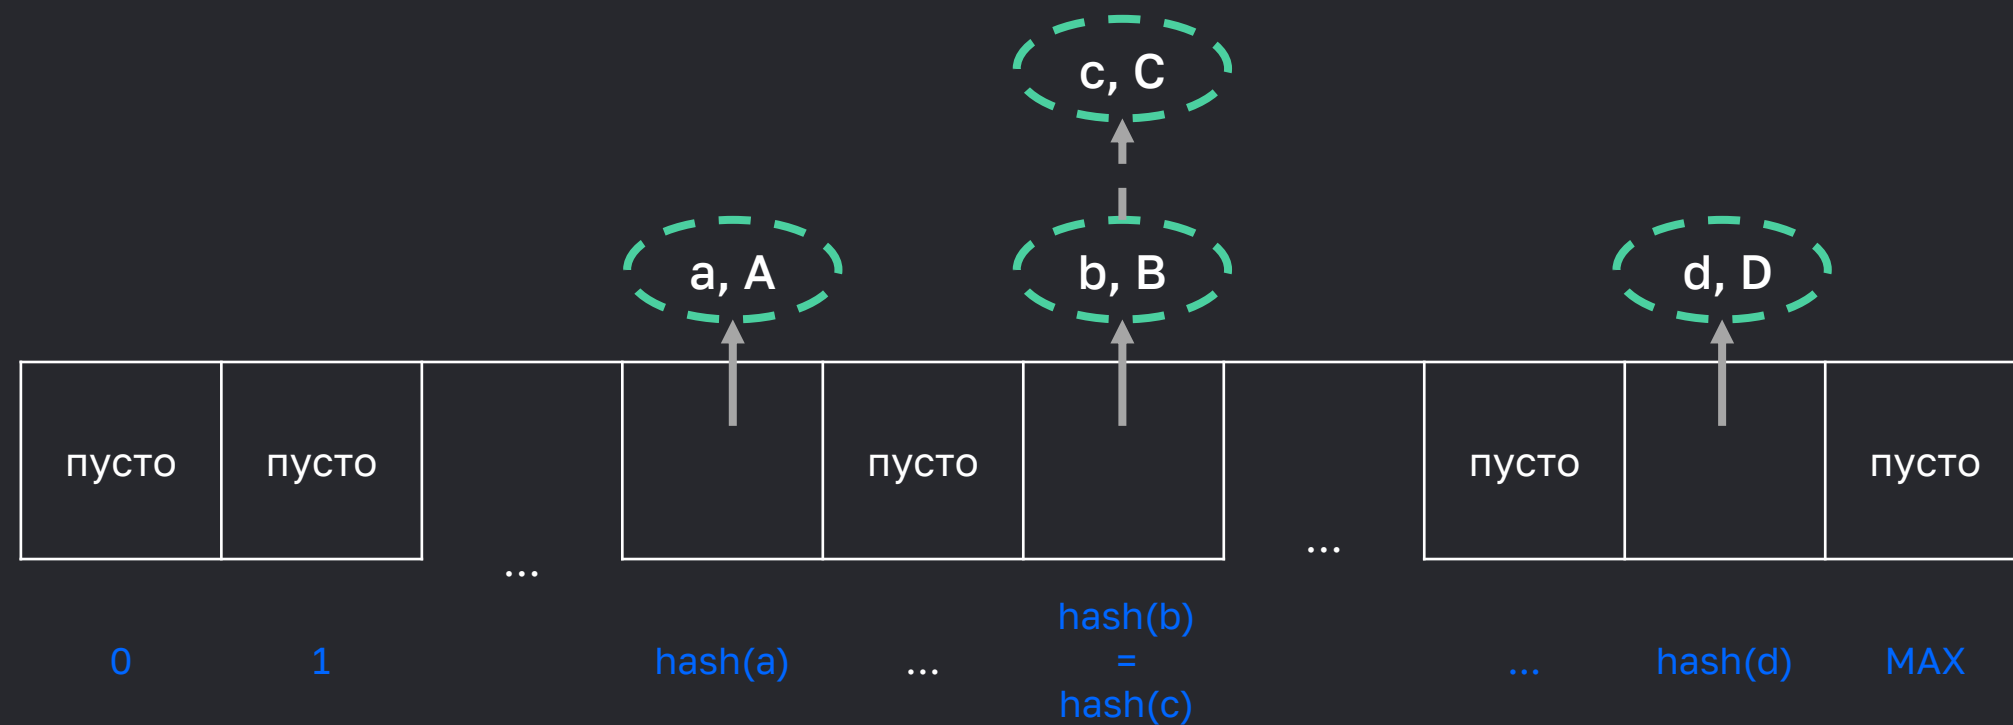 c, C
a, A
b, B
d, D
пусто
пусто
...
пусто
...
пусто
пусто
0
1
hash(a)
...
hash(b)
=
hash(c)
...
hash(d)
MAX